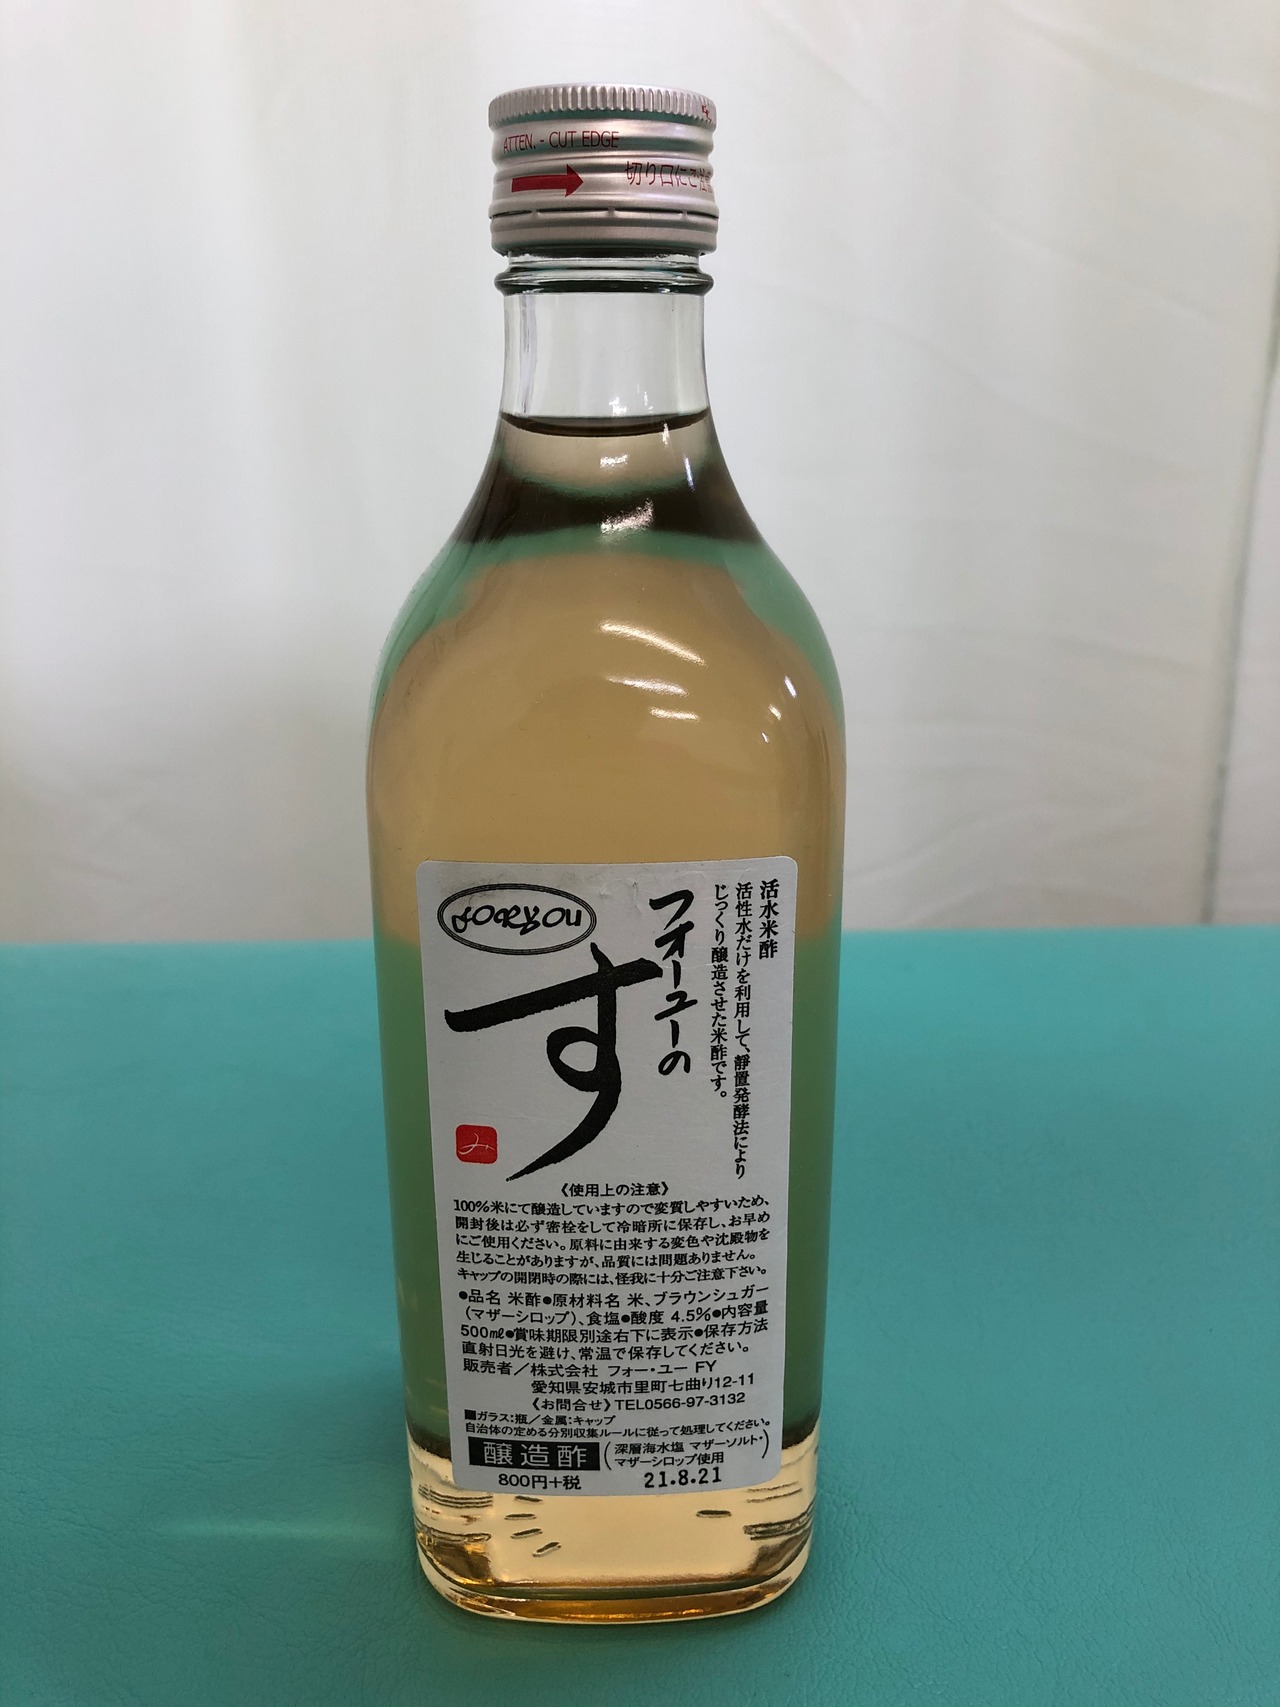 ATTEN. - CUT EDGE
切り口にご注
FORYOU
活水米酢
活性水だけを利用して、静置発酵法により
じっくり醸造させた米酢です。
フォーユーの
す
み
《使用上の注意》
100%米にて醸造していますので変質しやすいため、
開封後は必ず密栓をして冷暗所に保存し、お早め
にご使用ください。原料に由来する変色や沈殿物を
生じることがありますが、品質には問題ありません。
キャップの開閉時の際には、怪我に十分ご注意下さい。
●品名 米酢●原材料名 米、ブラウンシュガー
(マザーシロップ)、食塩●酸度 4.5%●内容量
500㎖●賞味期限別途右下に表示●保存方法
直射日光を避け、常温で保存してください。
販売者／株式会社 フォー・ユー FY
愛知県安城市里町七曲り12-11
《お問合せ》TEL0566-97-3132
■ガラス:瓶／金属:キャップ
自治体の定める分別収集ルールに従って処理してください。
醸造酢
(深層海水塩 マザーソルト・
マザーシロップ使用)
800円+税
21.8.21